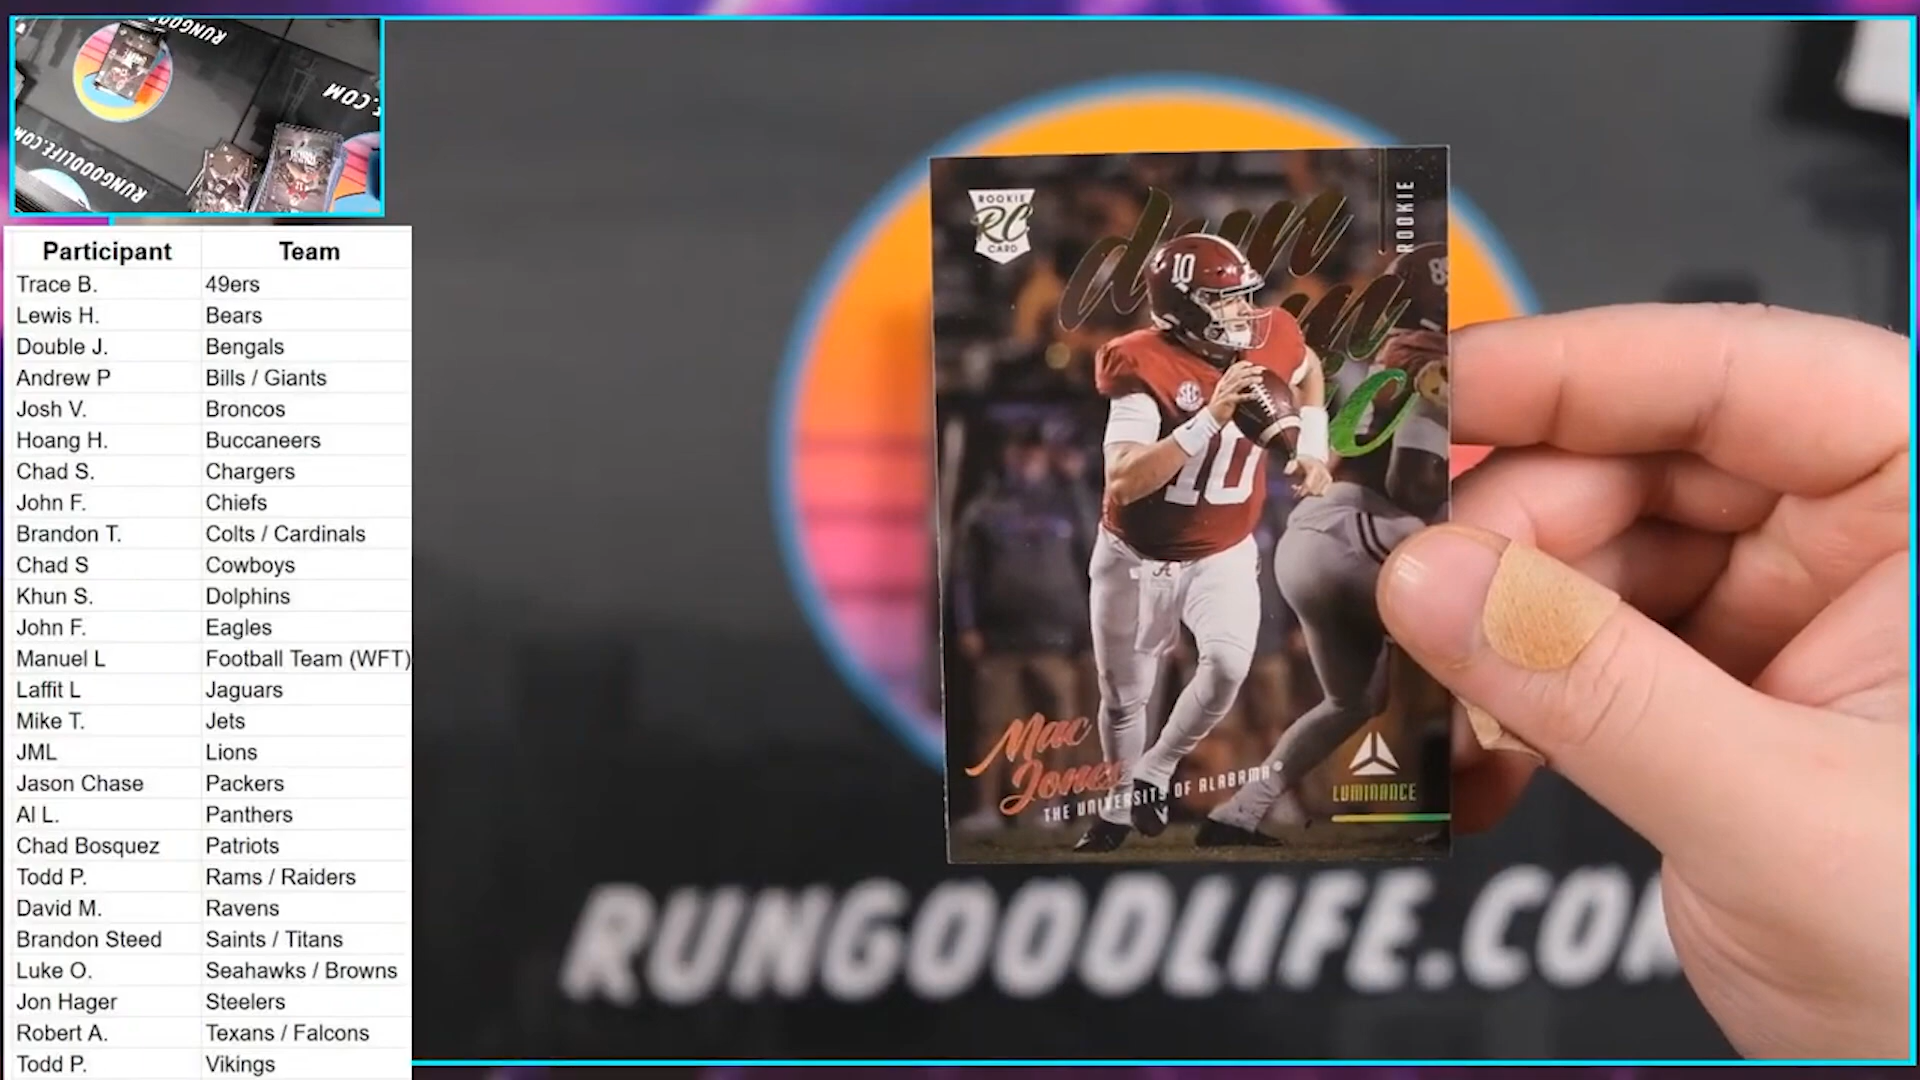 RUNG
.COM
RUNGOODLIFE.COM
Participant Team
Trace B. 49ers
Lewis H. Bears
Double J. Bengals
Andrew P Bills / Giants
Josh V. Broncos
Hoang H. Buccaneers
Chad S. Chargers
John F. Chiefs
Brandon T. Colts / Cardinals
Chad S Cowboys
Khun S. Dolphins
John F. Eagles
Manuel L Football Team (WFT)
Laffit L Jaguars
Mike T. Jets
JML Lions
Jason Chase Packers
Al L. Panthers
Chad Bosquez Patriots
Todd P. Rams / Raiders
David M. Ravens
Brandon Steed Saints / Titans
Luke O. Seahawks / Browns
Jon Hager Steelers
Robert A. Texans / Falcons
Todd P. Vikings
ROOKIE
RC
CARD
ROOKIE
10
SEC
10
A
Mac
Jones
THE UNIVERSITY OF ALABAMA®
LUMINANCE
RUNGOODLIFE.COM